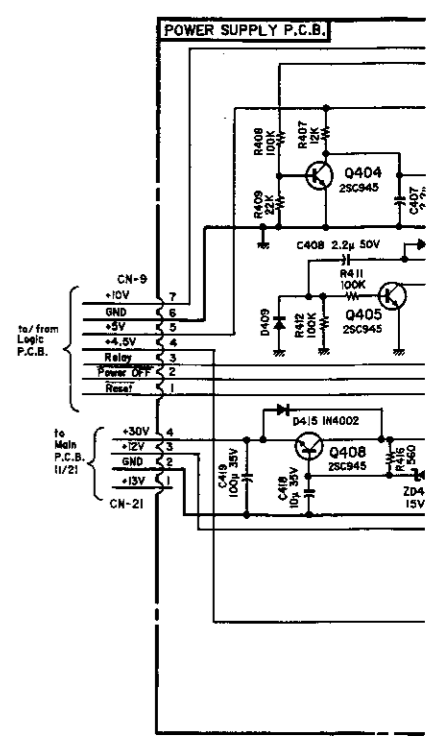 POWER SUPPLY P.C.B.
R408
100K
R407
12K
Q404
2SC945
R409
22K
C407
C408 2.2μ 50V
R411
100K
Q405
2SC945
D409
R412
100K
CN-9
+10V 7
GND 6
+5V 5
+4.5V 4
Relay 3
Power OFF 2
Reset 1
to/from
Logic
P.C.B.
D415 1N4002
to
Main
P.C.B.
(1/2)
+30V 4
+12V 3
GND 2
+13V 1
CN-21
C419
100μ 35V
Q408
2SC945
C418
10μ 35V
R416
560
ZD4
15V